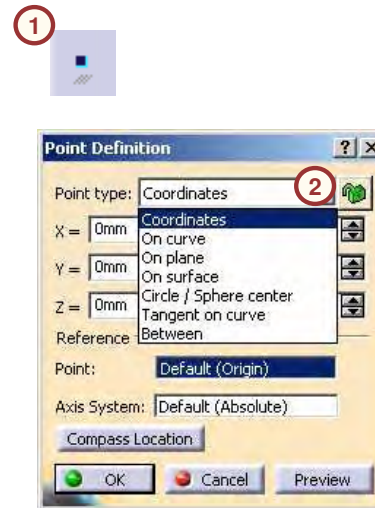 1
Point Definition ? X
Point type: Coordinates 2
Coordinates
On curve
On plane
On surface
Circle / Sphere center
Tangent on curve
Between
X = 0mm
Y = 0mm
Z = 0mm
Reference
Point: Default (Origin)
Axis System: Default (Absolute)
Compass Location
OK Cancel Preview